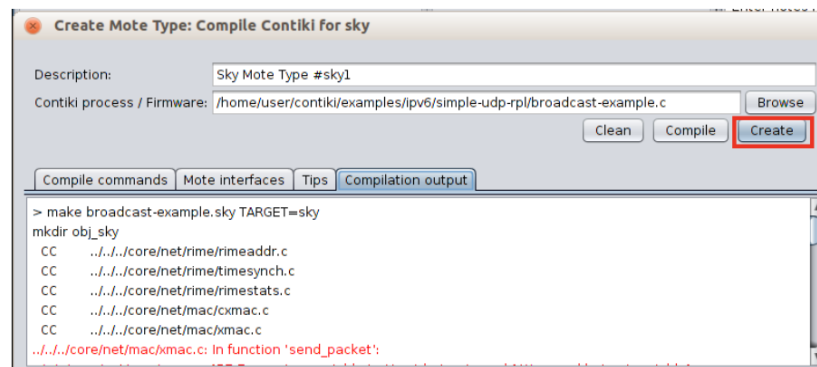 Create Mote Type: Compile Contiki for sky
Description: Sky Mote Type #sky1
Contiki process / Firmware: /home/user/contiki/examples/ipv6/simple-udp-rpl/broadcast-example.c Browse
Clean Compile Create
Compile commands Mote interfaces Tips Compilation output
> make broadcast-example.sky TARGET=sky
mkdir obj_sky
CC ../../../core/net/rime/rimeaddr.c
CC ../../../core/net/rime/timesynch.c
CC ../../../core/net/rime/rimestats.c
CC ../../../core/net/mac/cxmac.c
CC ../../../core/net/mac/xmac.c
../../../core/net/mac/xmac.c: In function 'send_packet':